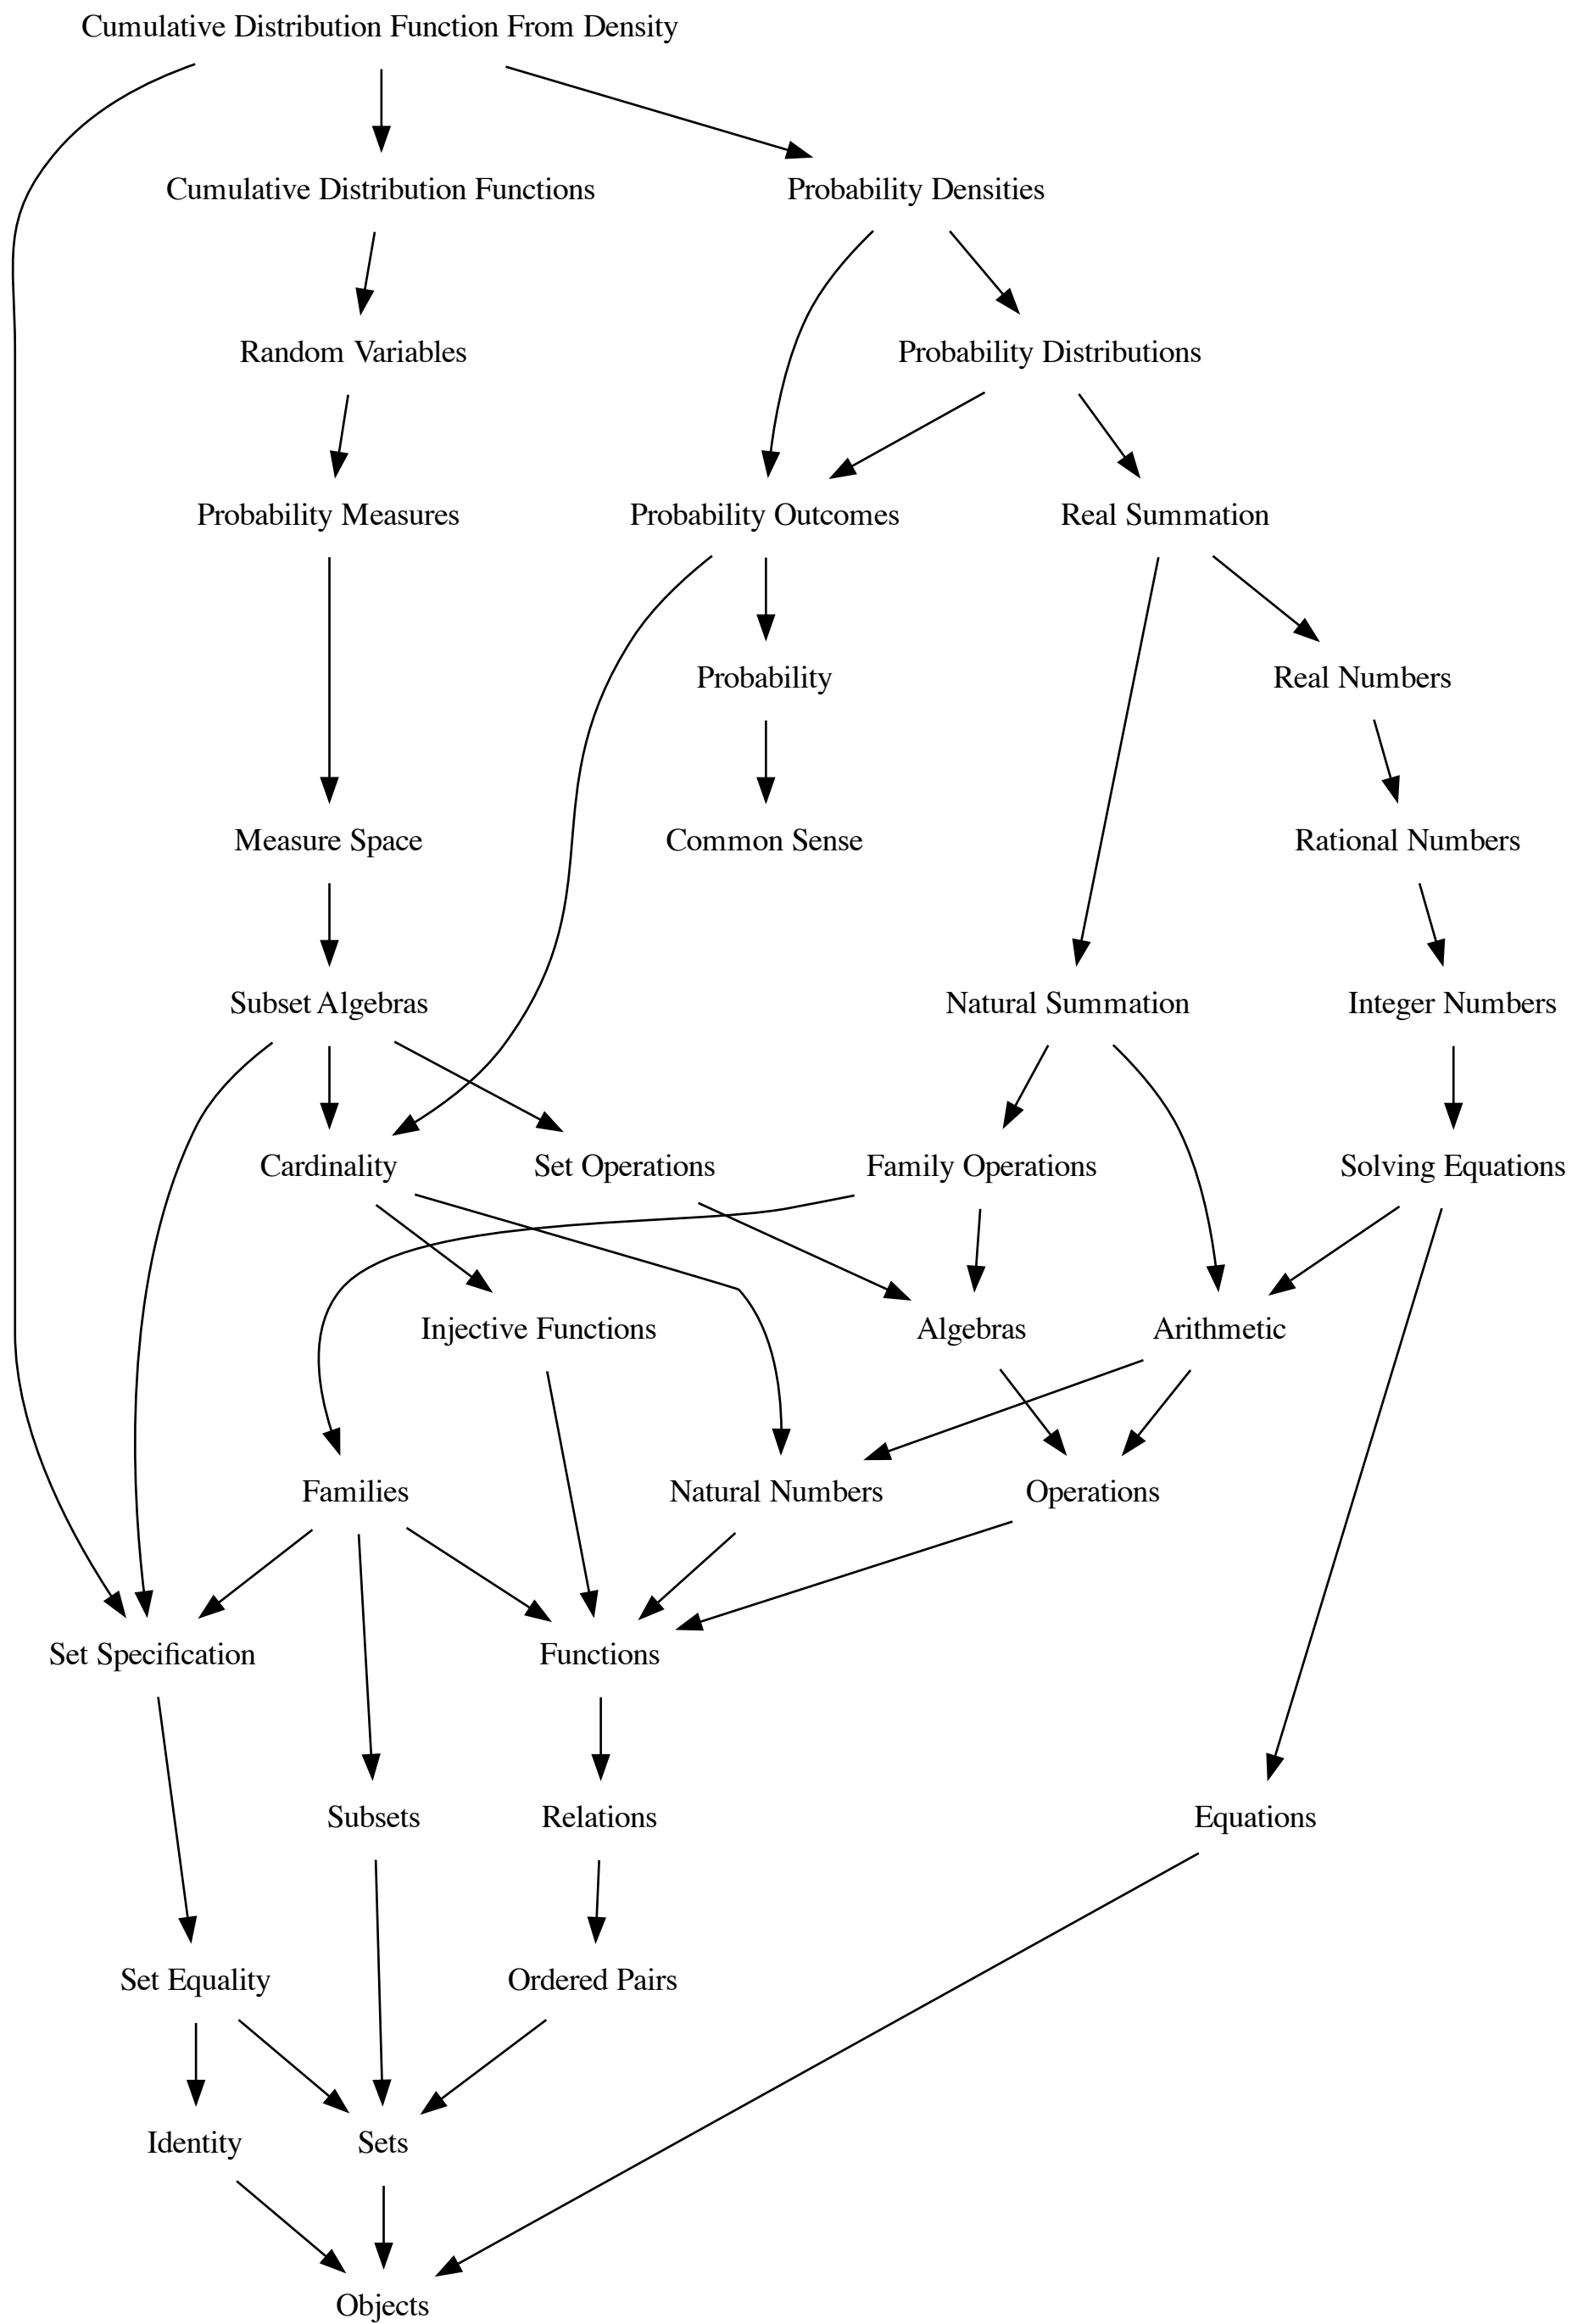 Cumulative Distribution Function From Density
Cumulative Distribution Functions
Probability Densities
Random Variables
Probability Distributions
Probability Measures
Probability Outcomes
Real Summation
Probability
Real Numbers
Measure Space
Common Sense
Rational Numbers
Subset Algebras
Natural Summation
Integer Numbers
Cardinality
Set Operations
Family Operations
Solving Equations
Injective Functions
Algebras
Arithmetic
Families
Natural Numbers
Operations
Set Specification
Functions
Subsets
Relations
Equations
Set Equality
Ordered Pairs
Identity
Sets
Objects